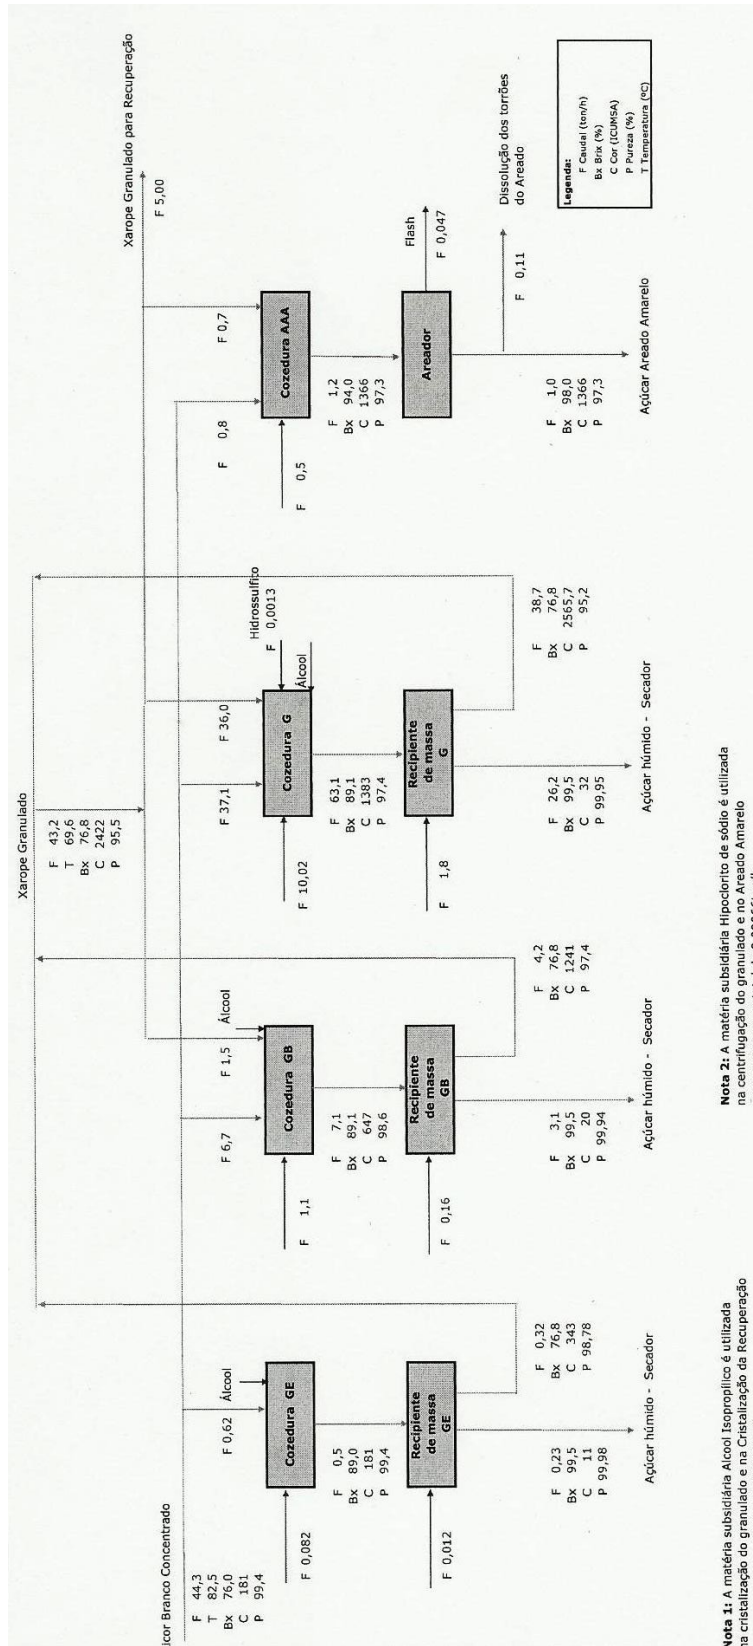 Xarope Granulado
F 43,2
T 69,6
Bx 76,8
C 2422
P 95,5
Xarope Granulado para Recuperação
F 5,00
icor Branco Concentrado
F 44,3
T 82,5
Bx 76,0
C 181
P 99,4
F 0,62
Álcool
Cozedura GE
F 0,082
F 0,5
Bx 89,0
C 181
P 99,4
Recipiente
de massa
GE
F 0,012
F 0,32
Bx 76,8
C 343
P 98,78
F 0,23
Bx 99,5
C 11
P 99,98
Açúcar húmido - Secador
F 6,7
F 1,5
Álcool
Cozedura GB
F 1,1
F 7,1
Bx 89,1
C 647
P 98,6
Recipiente
de massa
GB
F 0,16
F 4,2
Bx 76,8
C 1241
P 97,4
F 3,1
Bx 99,5
C 20
P 99,94
Açúcar húmido - Secador
F 37,1
F 36,0
Hidrossulfito
F 0,0013
Álcool
Cozedura G
F 10,02
F 63,1
Bx 89,1
C 1383
P 97,4
Recipiente
de massa
G
F 1,8
F 38,7
Bx 76,8
C 2565,7
P 95,2
F 26,2
Bx 99,5
C 32
P 99,95
Açúcar húmido - Secador
F 0,8
F 0,7
Cozedura AAA
F 0,5
F 1,2
Bx 94,0
C 1366
P 97,3
Areador
Flash
F 0,047
F 0,11
Dissolução dos torrões
do Areado
F 1,0
Bx 98,0
C 1366
P 97,3
Açúcar Areado Amarelo
Legenda:
F Caudal (ton/h)
Bx Brix (%)
C Cor (ICUMSA)
P Pureza (%)
T Temperatura (ºC)
Nota 1: A matéria subsidiária Alcool Isopropílico é utilizada
na cristalização do granulado e na Cristalização da Recuperação
Nota 2: A matéria subsidiária Hipoclorito de sódio é utilizada
na centrifugação do granulado e no Areado Amarelo